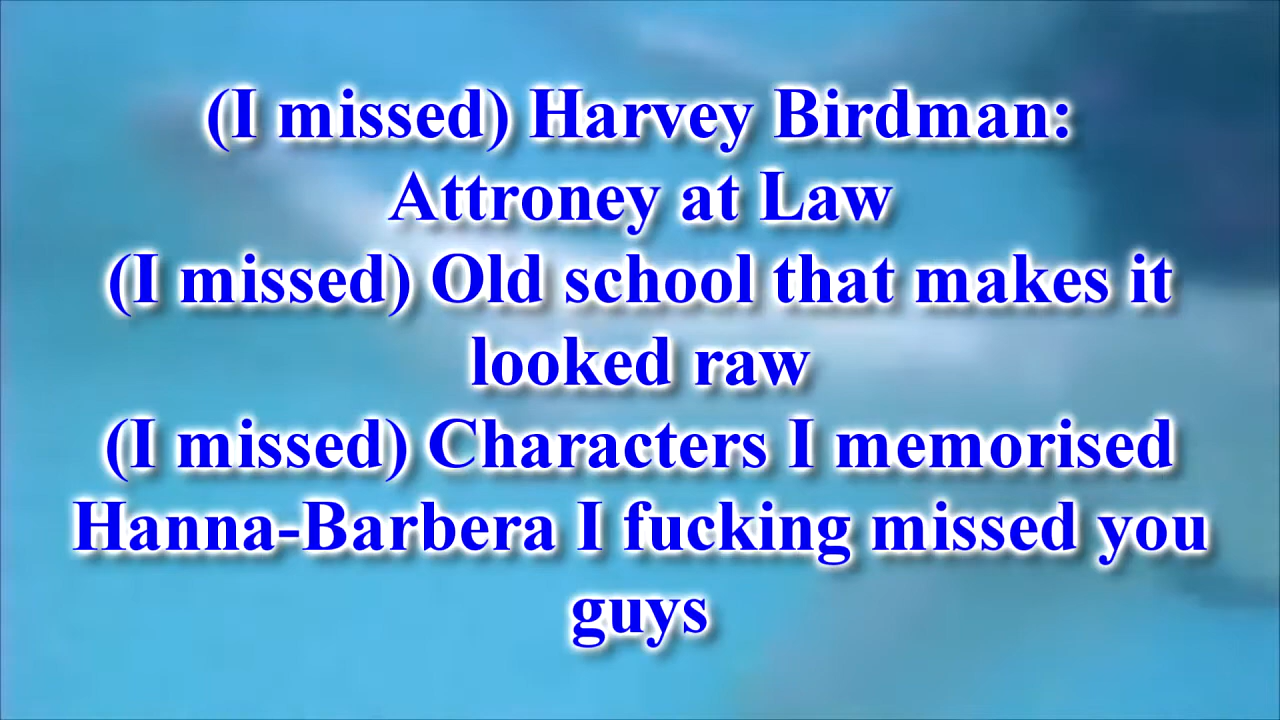 (I missed) Harvey Birdman:
Attroney at Law
(I missed) Old school that makes it
looked raw
(I missed) Characters I memorised
Hanna-Barbera I fucking missed you
guys